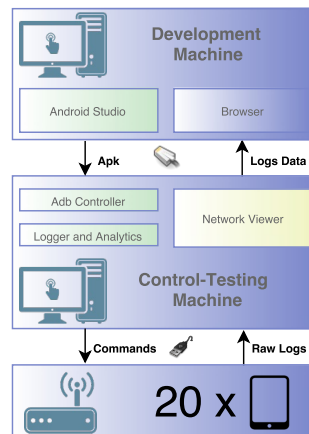 Development
Machine
Android Studio
Browser
Apk
Logs Data
Adb Controller
Network Viewer
Logger and Analytics
Control-Testing
Machine
Commands
Raw Logs
20 x